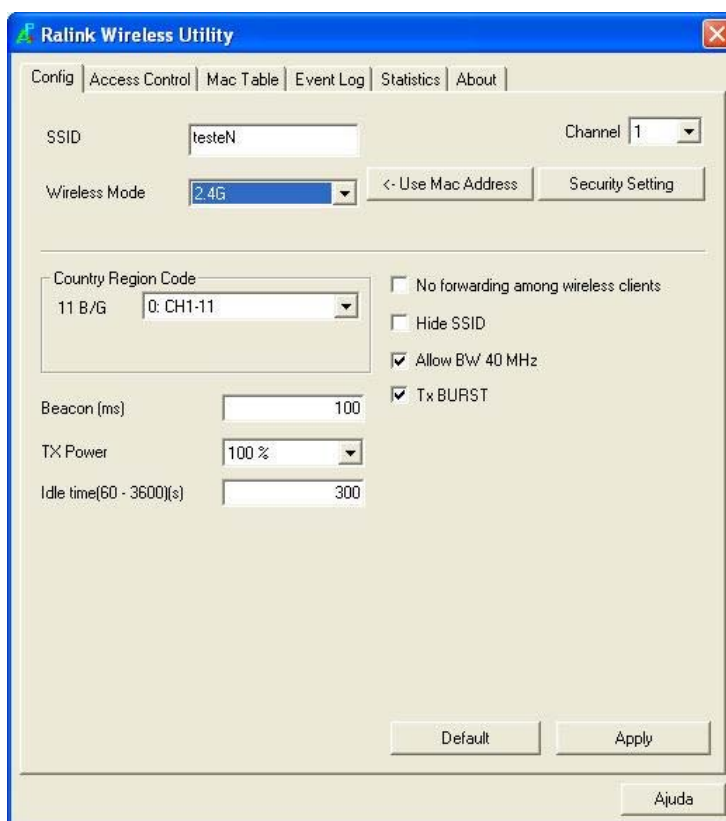 Ralink Wireless Utility
Config Access Control Mac Table Event Log Statistics About
SSID testeN Channel 1
Wireless Mode 2.4G <- Use Mac Address Security Setting
Country Region Code
11 B/G 0: CH1-11
No forwarding among wireless clients
Hide SSID
Allow BW 40 MHz
Beacon (ms) 100 Tx BURST
TX Power 100 %
Idle time(60 - 3600)(s) 300
Default Apply
Ajuda